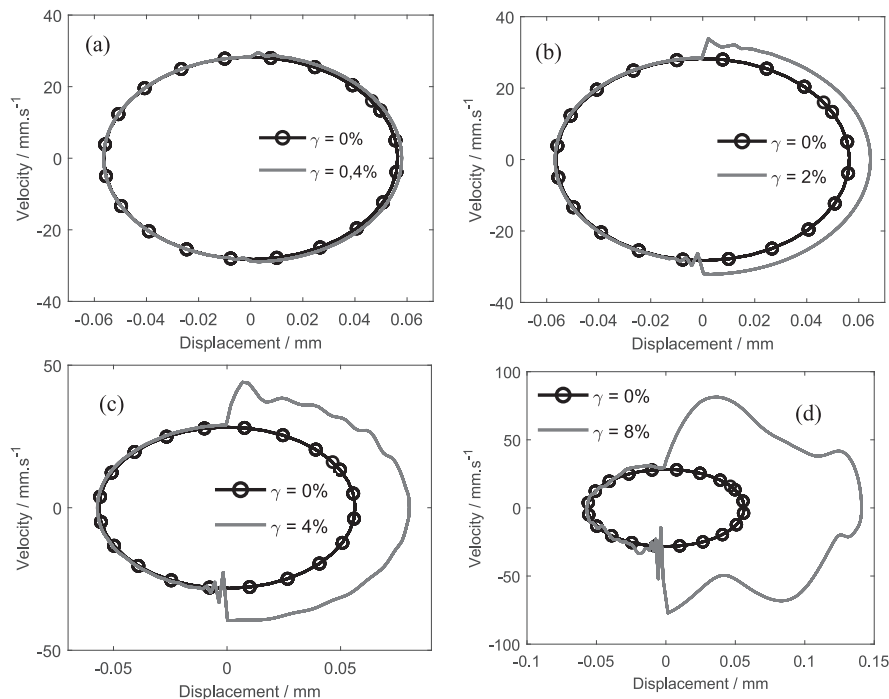 (a)
40
20
0
-20
-40
Velocity / mm.s-1
γ = 0%
γ = 0,4%
-0.06 -0.04 -0.02 0 0.02 0.04 0.06
Displacement / mm
(b)
40
20
0
-20
-40
Velocity / mm.s-1
γ = 0%
γ = 2%
-0.06 -0.04 -0.02 0 0.02 0.04 0.06
Displacement / mm
(c)
50
0
-50
Velocity / mm.s-1
γ = 0%
γ = 4%
-0.05 0 0.05
Displacement / mm
(d)
100
50
0
-50
-100
Velocity / mm.s-1
γ = 0%
γ = 8%
-0.1 -0.05 0 0.05 0.1 0.15
Displacement / mm